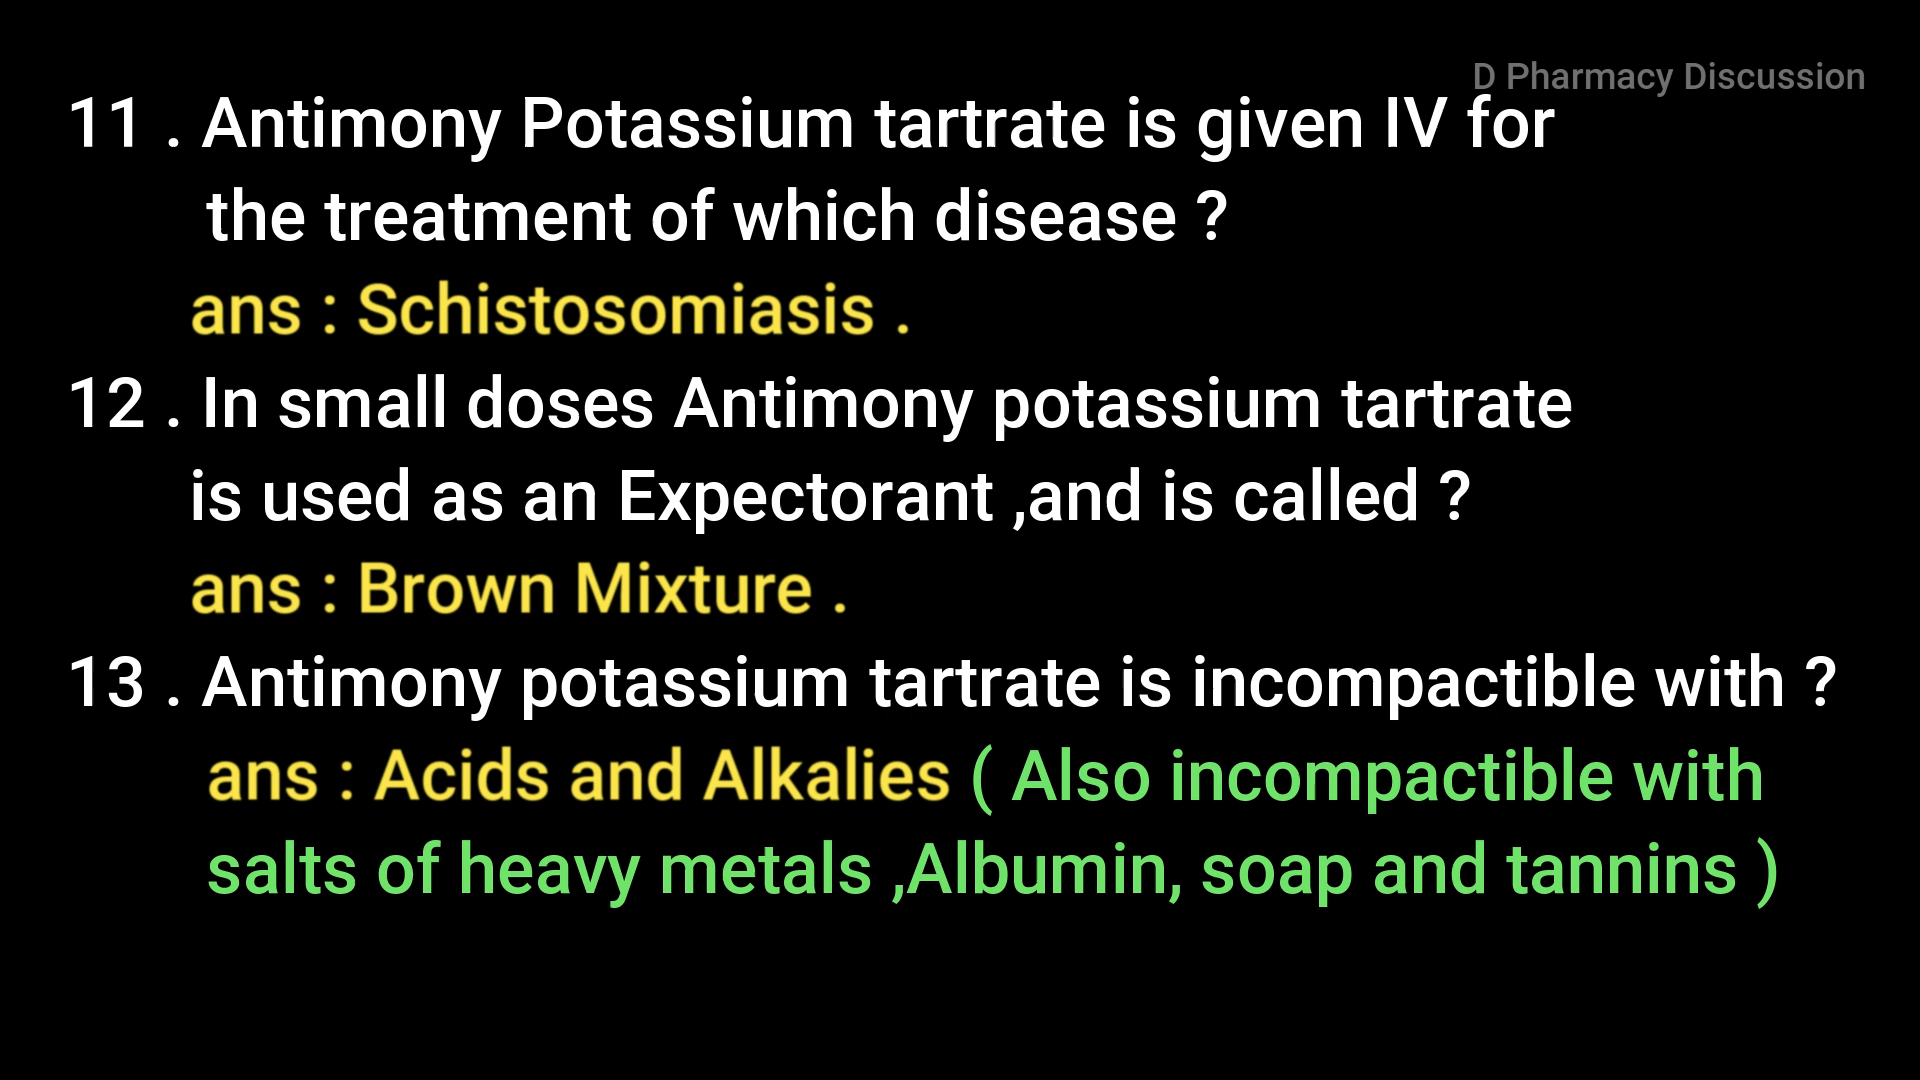 D Pharmacy Discussion
11 . Antimony Potassium tartrate is given IV for
the treatment of which disease ?
ans : Schistosomiasis .
12 . In small doses Antimony potassium tartrate
is used as an Expectorant ,and is called ?
ans : Brown Mixture .
13 . Antimony potassium tartrate is incompactible with ?
ans : Acids and Alkalies ( Also incompactible with
salts of heavy metals ,Albumin, soap and tannins )